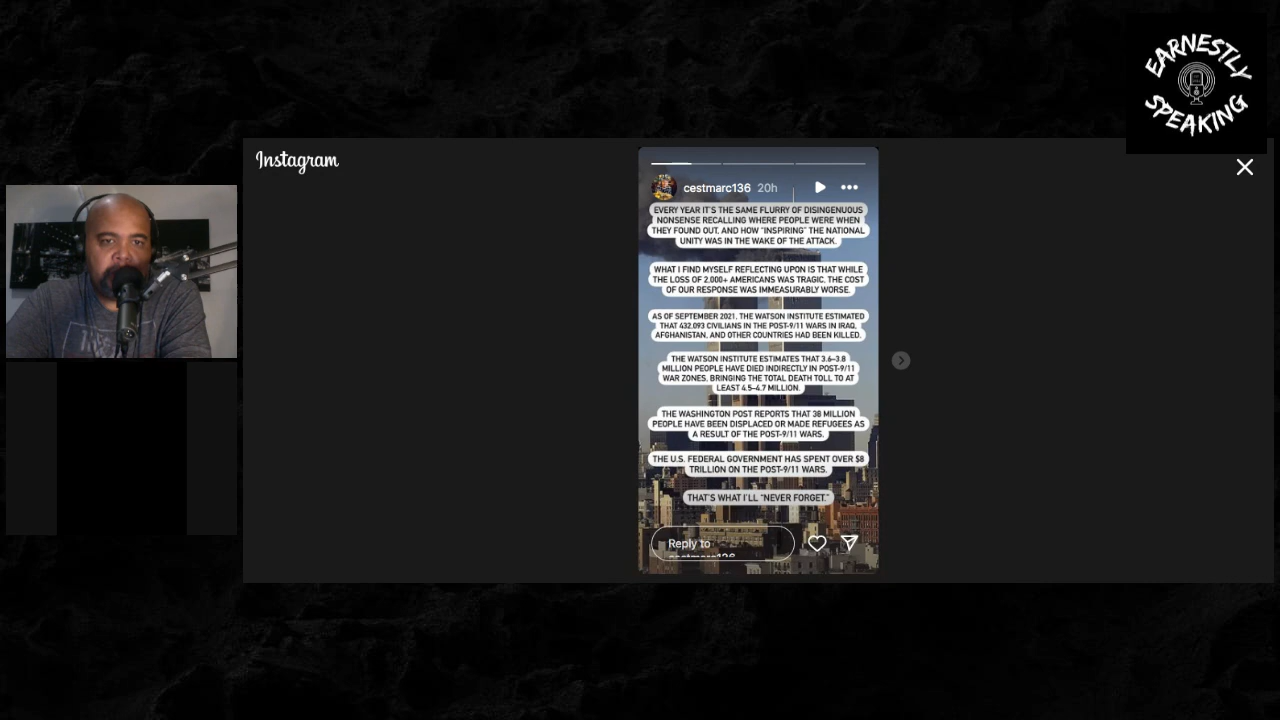 EARNESTLY
SPEAKING
Instagram
cestmarc136 20h
EVERY YEAR IT'S THE SAME FLURRY OF DISINGENUOUS
NONSENSE RECALLING WHERE PEOPLE WERE WHEN
THEY FOUND OUT, AND HOW "INSPIRING" THE NATIONAL
UNITY WAS IN THE WAKE OF THE ATTACK.
WHAT I FIND MYSELF REFLECTING UPON IS THAT WHILE
THE LOSS OF 2,000+ AMERICANS WAS TRAGIC, THE COST
OF OUR RESPONSE WAS IMMEASURABLY WORSE.
AS OF SEPTEMBER 2021, THE WATSON INSTITUTE ESTIMATED
THAT 432,093 CIVILIANS IN THE POST-9/11 WARS IN IRAQ,
AFGHANISTAN, AND OTHER COUNTRIES HAD BEEN KILLED.
THE WATSON INSTITUTE ESTIMATES THAT 3.6–3.8
MILLION PEOPLE HAVE DIED INDIRECTLY IN POST-9/11
WAR ZONES, BRINGING THE TOTAL DEATH TOLL TO AT
LEAST 4.5–4.7 MILLION.
THE WASHINGTON POST REPORTS THAT 38 MILLION
PEOPLE HAVE BEEN DISPLACED OR MADE REFUGEES AS
A RESULT OF THE POST-9/11 WARS.
THE U.S. FEDERAL GOVERNMENT HAS SPENT OVER $8
TRILLION ON THE POST-9/11 WARS.
THAT'S WHAT I'LL "NEVER FORGET."
Reply to
cestmarc136